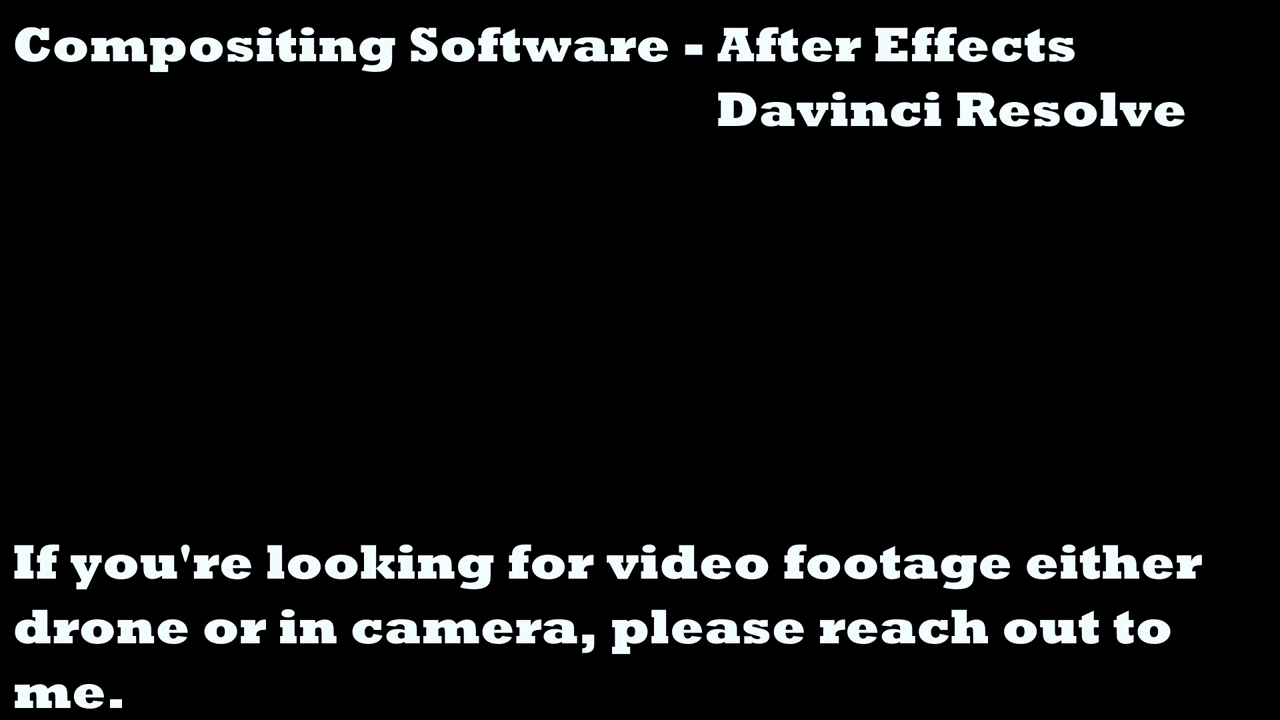 Compositing Software - After Effects
Davinci Resolve
If you're looking for video footage either
drone or in camera, please reach out to
me.